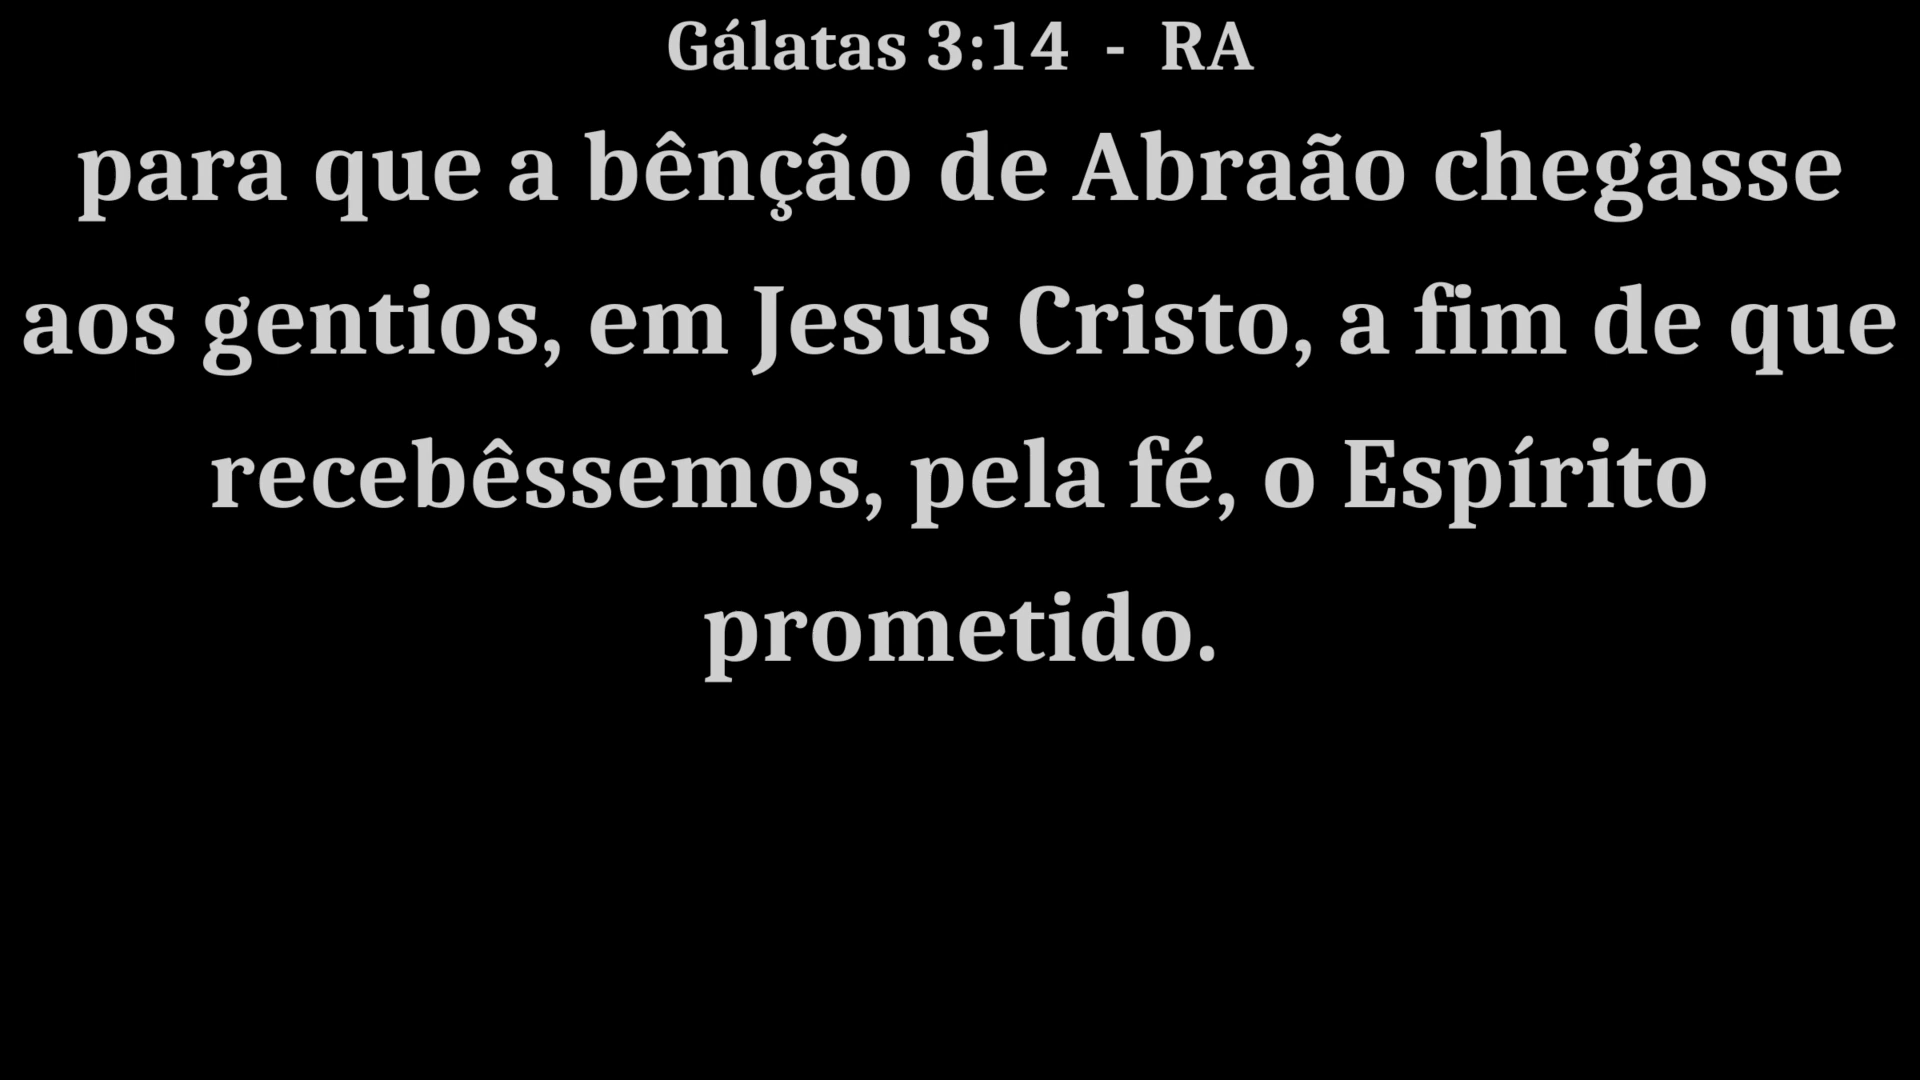 Gálatas 3:14 - RA
para que a bênção de Abraão chegasse
aos gentios, em Jesus Cristo, a fim de que
recebêssemos, pela fé, o Espírito
prometido.